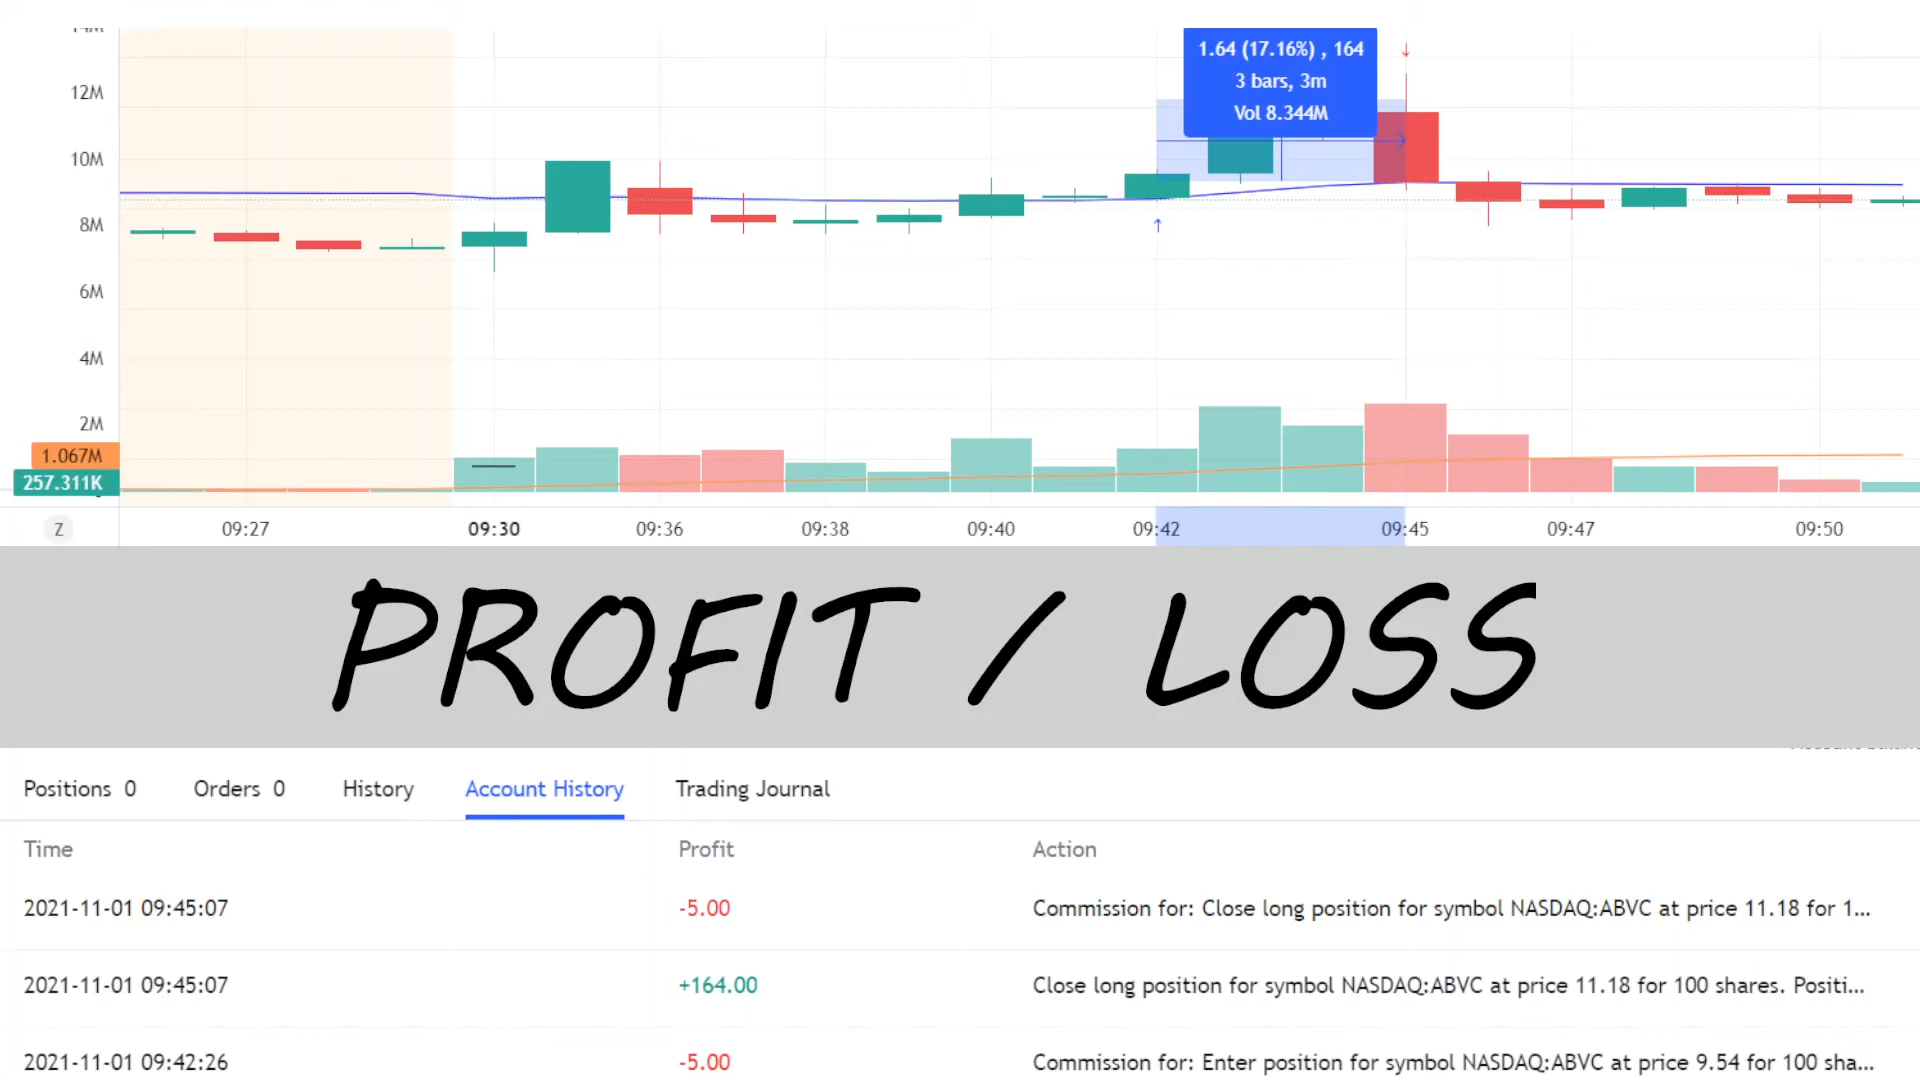 14M
1.64 (17.16%) , 164
3 bars, 3m
Vol 8.344M
12M
10M
8M
6M
4M
2M
1.067M
257.311K
Z
09:27 09:30 09:36 09:38 09:40 09:42 09:45 09:47 09:50
PROFIT / LOSS
Positions 0 Orders 0 History Account History Trading Journal
Time Profit Action
2021-11-01 09:45:07 -5.00 Commission for: Close long position for symbol NASDAQ:ABVC at price 11.18 for 1...
2021-11-01 09:45:07 +164.00 Close long position for symbol NASDAQ:ABVC at price 11.18 for 100 shares. Positi...
2021-11-01 09:42:26 -5.00 Commission for: Enter position for symbol NASDAQ:ABVC at price 9.54 for 100 sha...